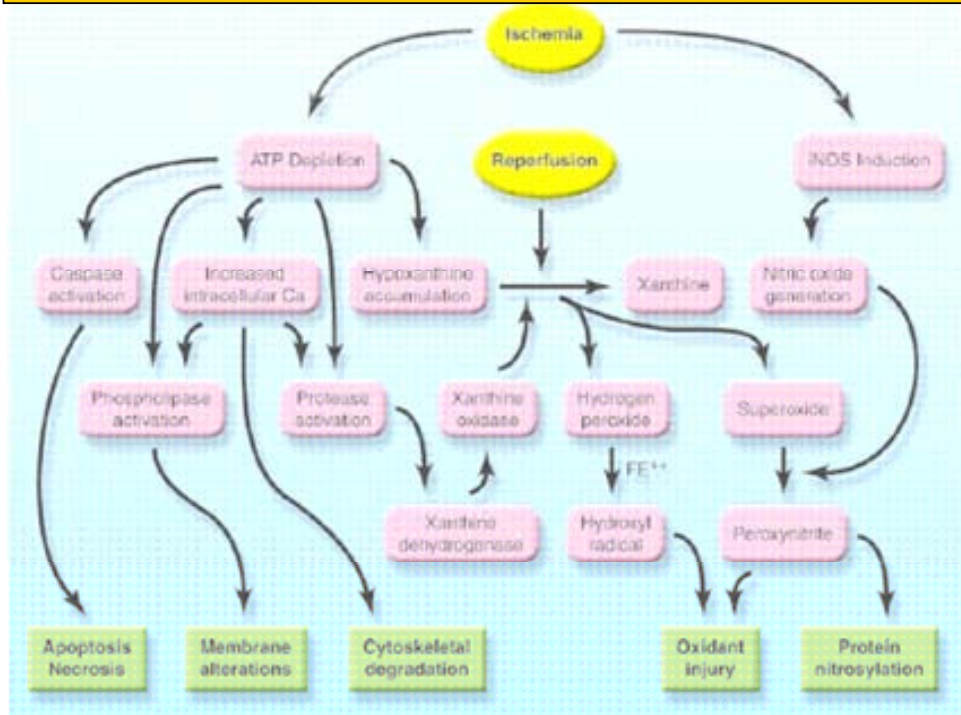 Ischemia
ATP Depletion
Reperfusion
iNOS Induction
Caspase
activation
Increased
intracellular Ca
Hypoxanthine
accumulation
Xanthine
Nitric oxide
generation
Phospholipase
activation
Protease
activation
Xanthine
oxidase
Hydrogen
peroxide
Superoxide
FE++
Xanthine
dehydrogenase
Hydroxyl
radical
Peroxynitrite
Apoptosis
Necrosis
Membrane
alterations
Cytoskeletal
degradation
Oxidant
injury
Protein
nitrosylation